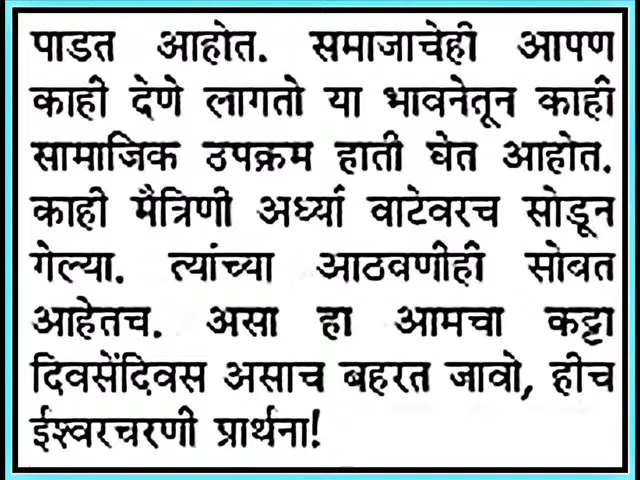 पाडत आहोत. समाजाचेही आपण
काही देणे लागतो या भावनेतून काही
सामाजिक उपक्रम हाती घेत आहोत.
काही मैत्रिणी अर्ध्या वाटेवरच सोडून
गेल्या. त्यांच्या आठवणीही सोबत
आहेतच. असा हा आमचा कट्टा
दिवसेंदिवस असाच बहरत जावो, हीच
ईश्वरचरणी प्रार्थना!